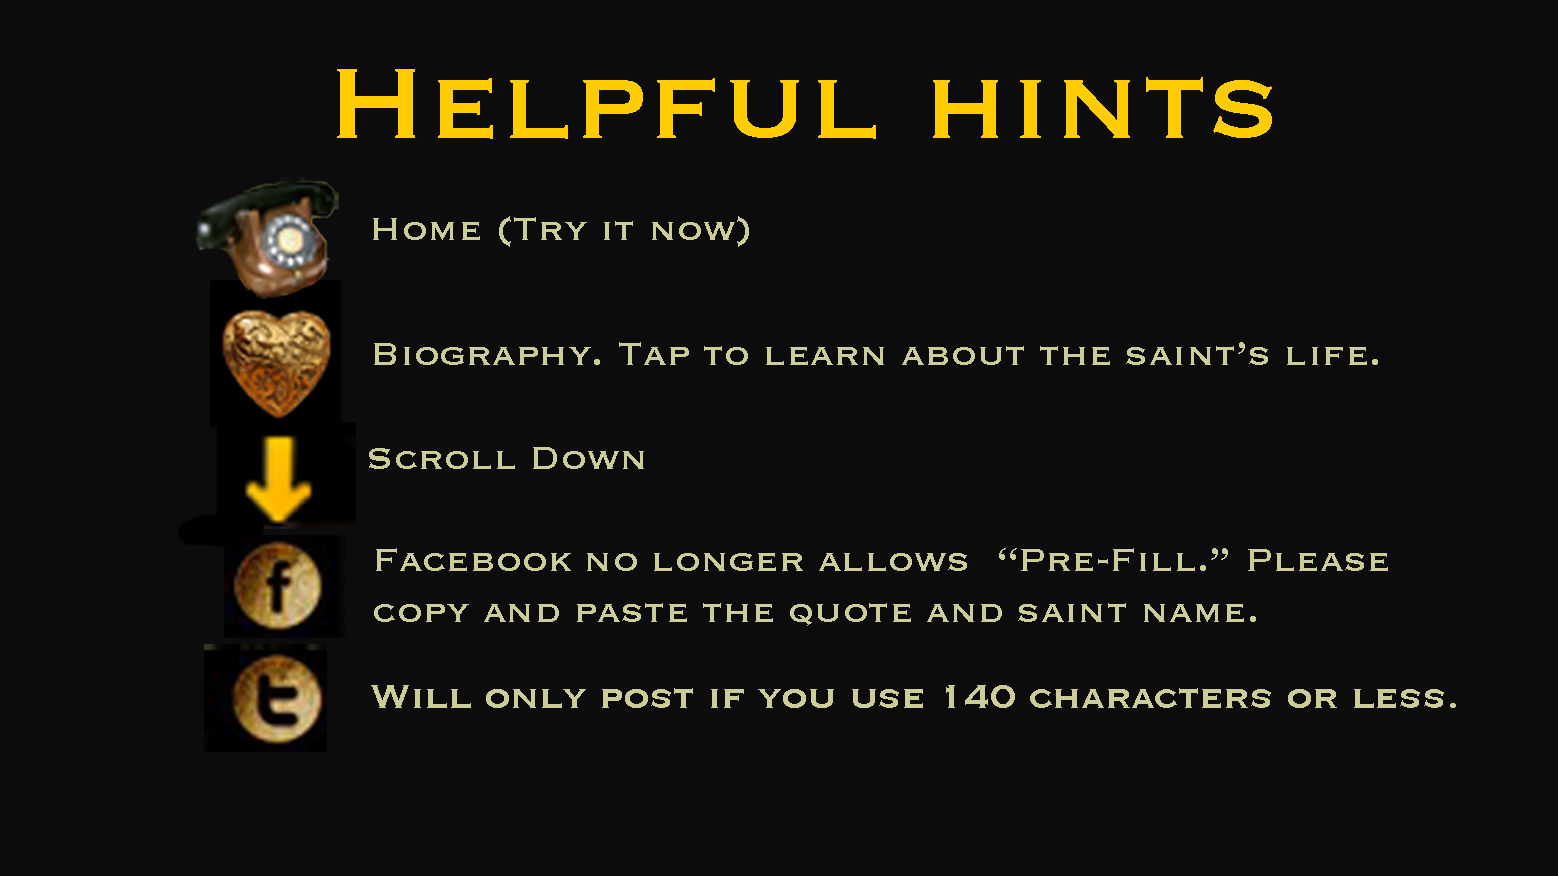 Helpful hints
Home (Try it now)
Biography. Tap to learn about the saint’s life.
Scroll Down
f
Facebook no longer allows “Pre-Fill.” Please
copy and paste the quote and saint name.
t
Will only post if you use 140 characters or less.